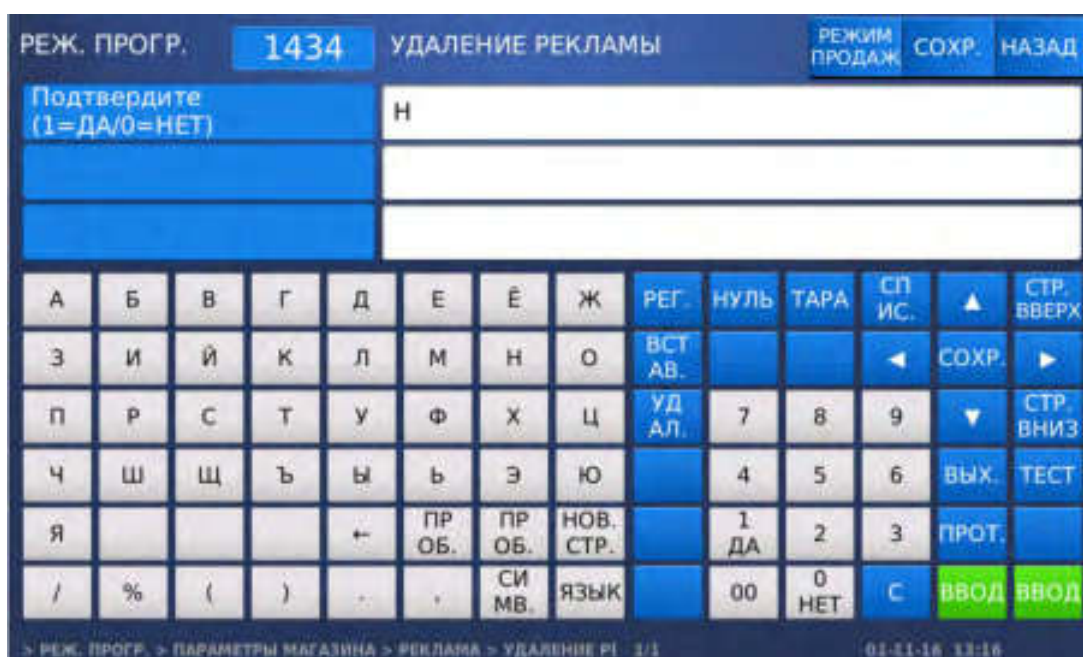 РЕЖ. ПРОГР. 1434 УДАЛЕНИЕ РЕКЛАМЫ РЕЖИМ ПРОДАЖ СОХР. НАЗАД
Подтвердите
(1=ДА/0=НЕТ) Н
А Б В Г Д Е Ё Ж РЕГ. НУЛЬ ТАРА СП ИС. ▲ СТР. ВВЕРХ
З И Й К Л М Н О ВСТ АВ. ◄ СОХР. ►
П Р С Т У Ф Х Ц УД АЛ. 7 8 9 ▼ СТР. ВНИЗ
Ч Ш Щ Ъ Ы Ь Э Ю 4 5 6 ВЫХ. ТЕСТ
Я ← ПР ОБ. ПР ОБ. НОВ. СТР. 1 ДА 2 3 ПРОТ.
/ % ( ) . , СИ МВ. ЯЗЫК 00 0 НЕТ C ВВОД ВВОД
> РЕЖ. ПРОГР. > ПАРАМЕТРЫ МАГАЗИНА > РЕКЛАМА > УДАЛЕНИЕ РЕ 1/1 01-11-16 13:16